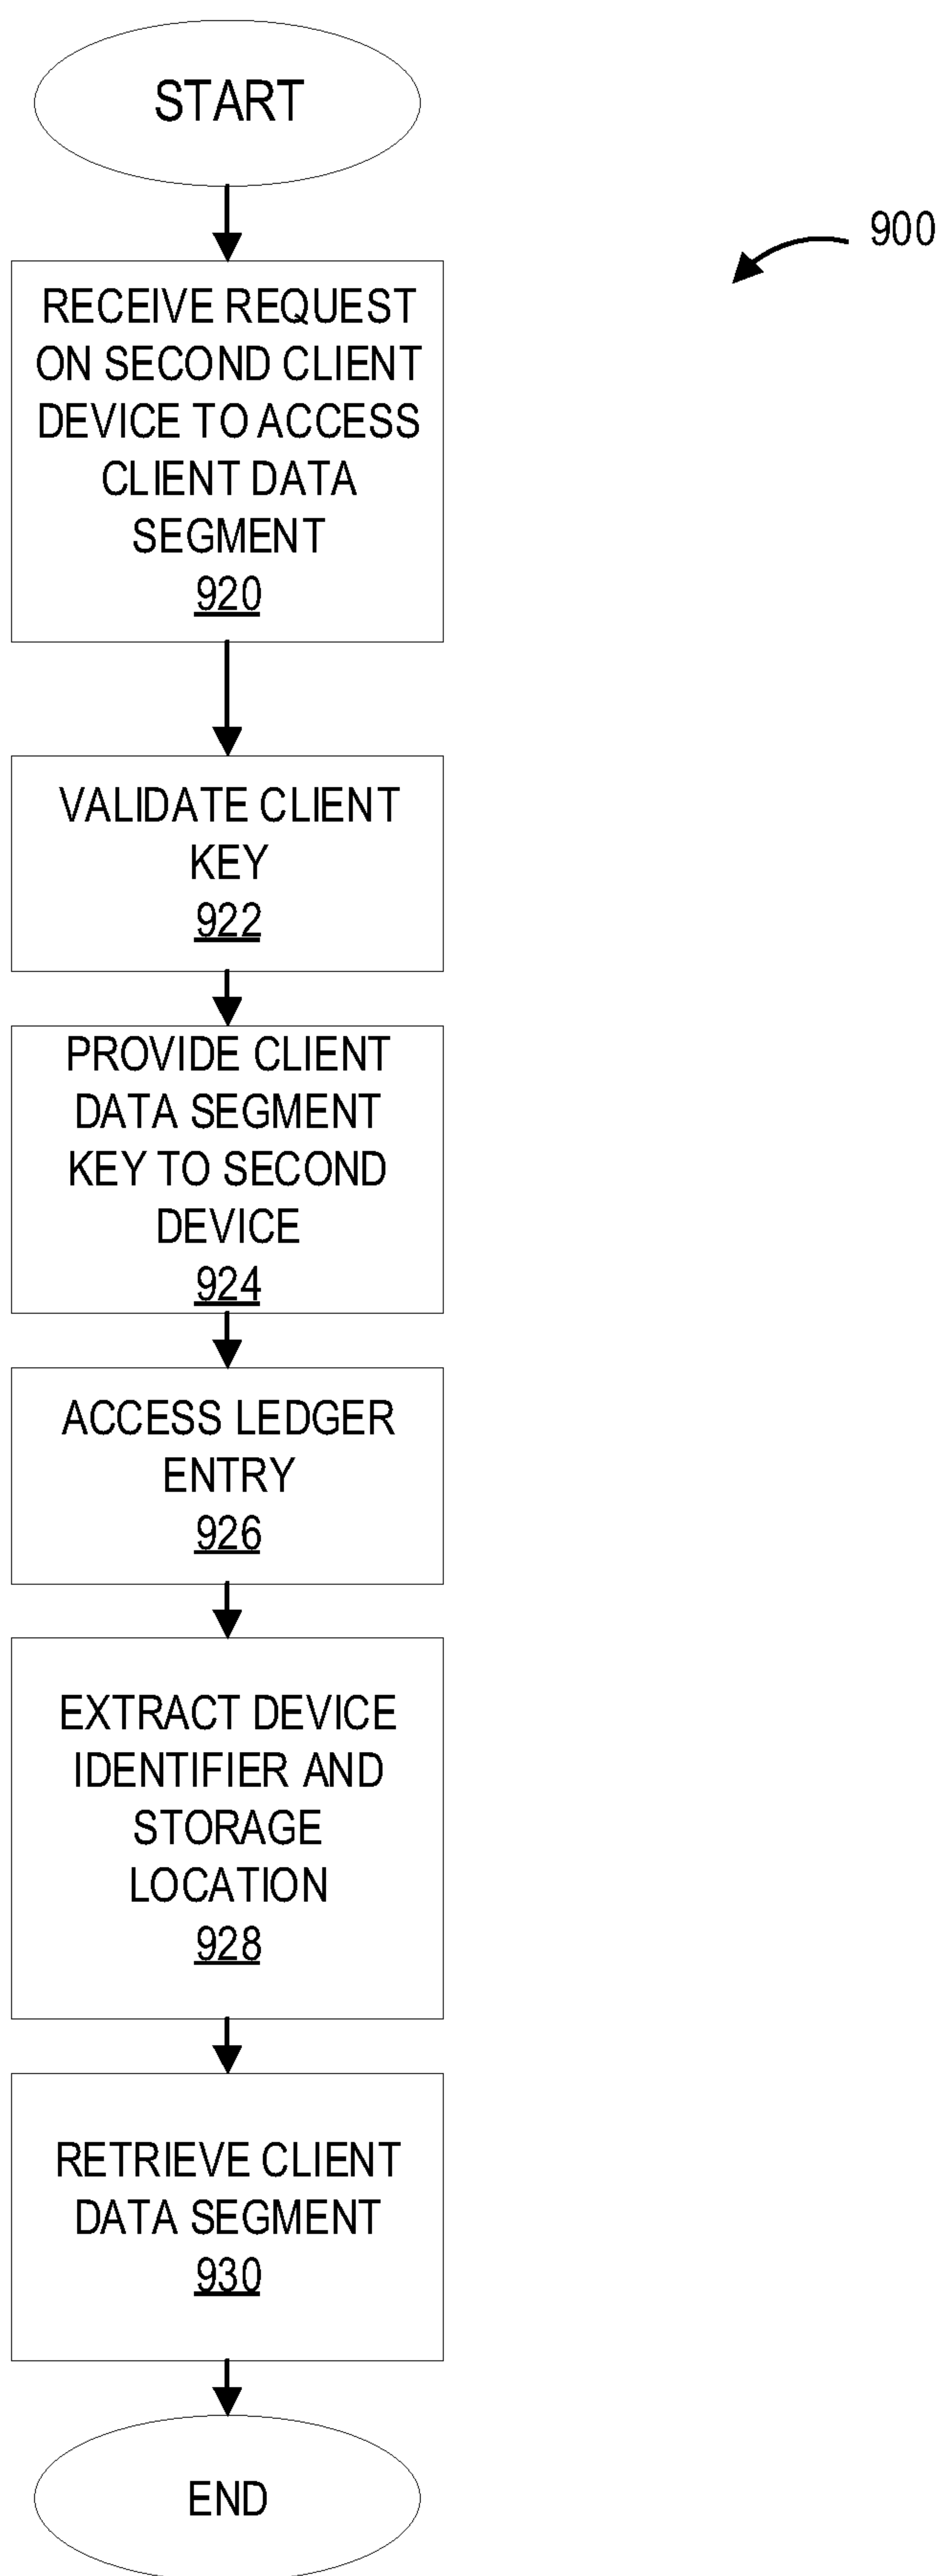 START
900
RECEIVE REQUEST
ON SECOND CLIENT
DEVICE TO ACCESS
CLIENT DATA
SEGMENT
920
VALIDATE CLIENT
KEY
922
PROVIDE CLIENT
DATA SEGMENT
KEY TO SECOND
DEVICE
924
ACCESS LEDGER
ENTRY
926
EXTRACT DEVICE
IDENTIFIER AND
STORAGE
LOCATION
928
RETRIEVE CLIENT
DATA SEGMENT
930
END